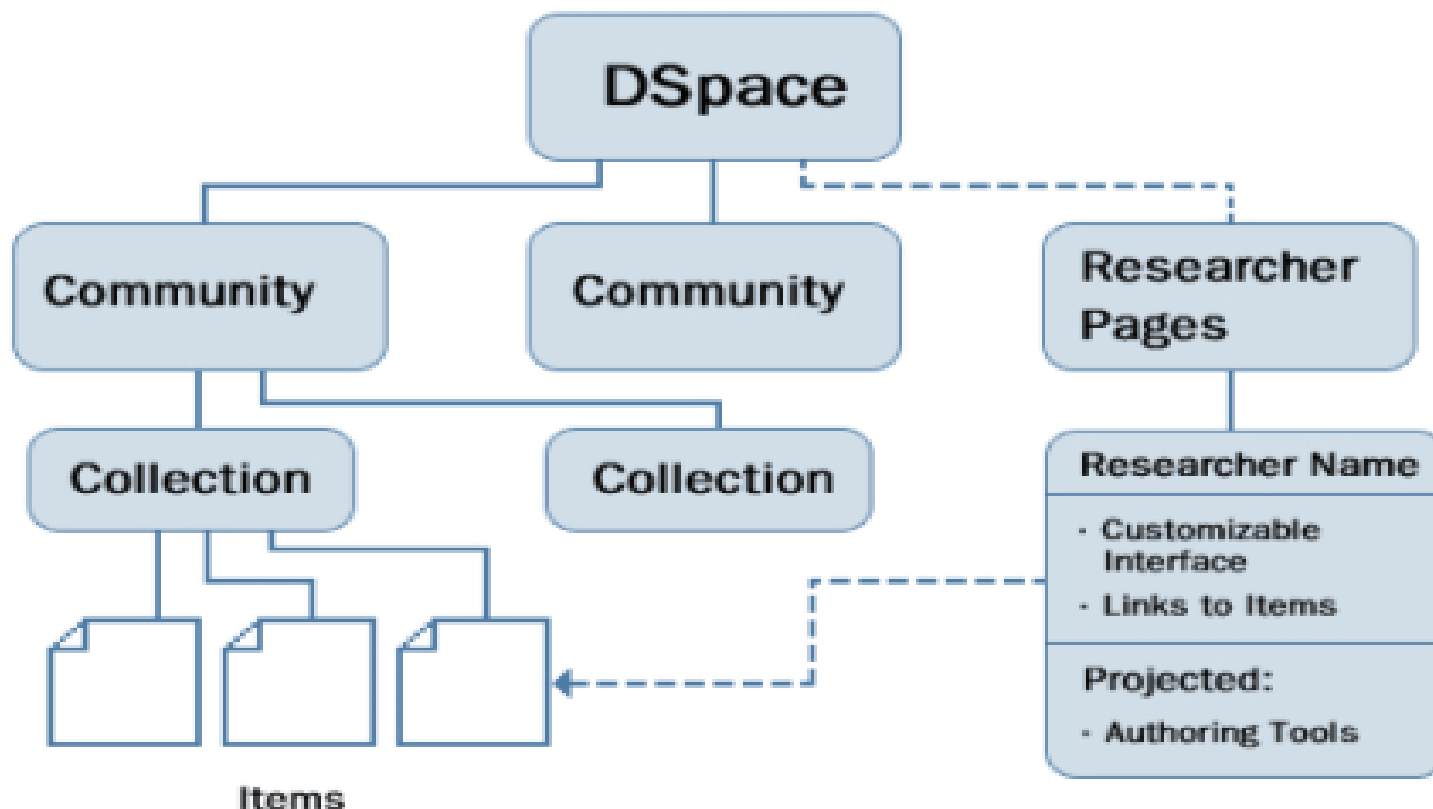 DSpace
Community
Community
Researcher
Pages
Collection
Collection
Researcher Name
· Customizable
Interface
· Links to Items
Projected:
· Authoring Tools
Items